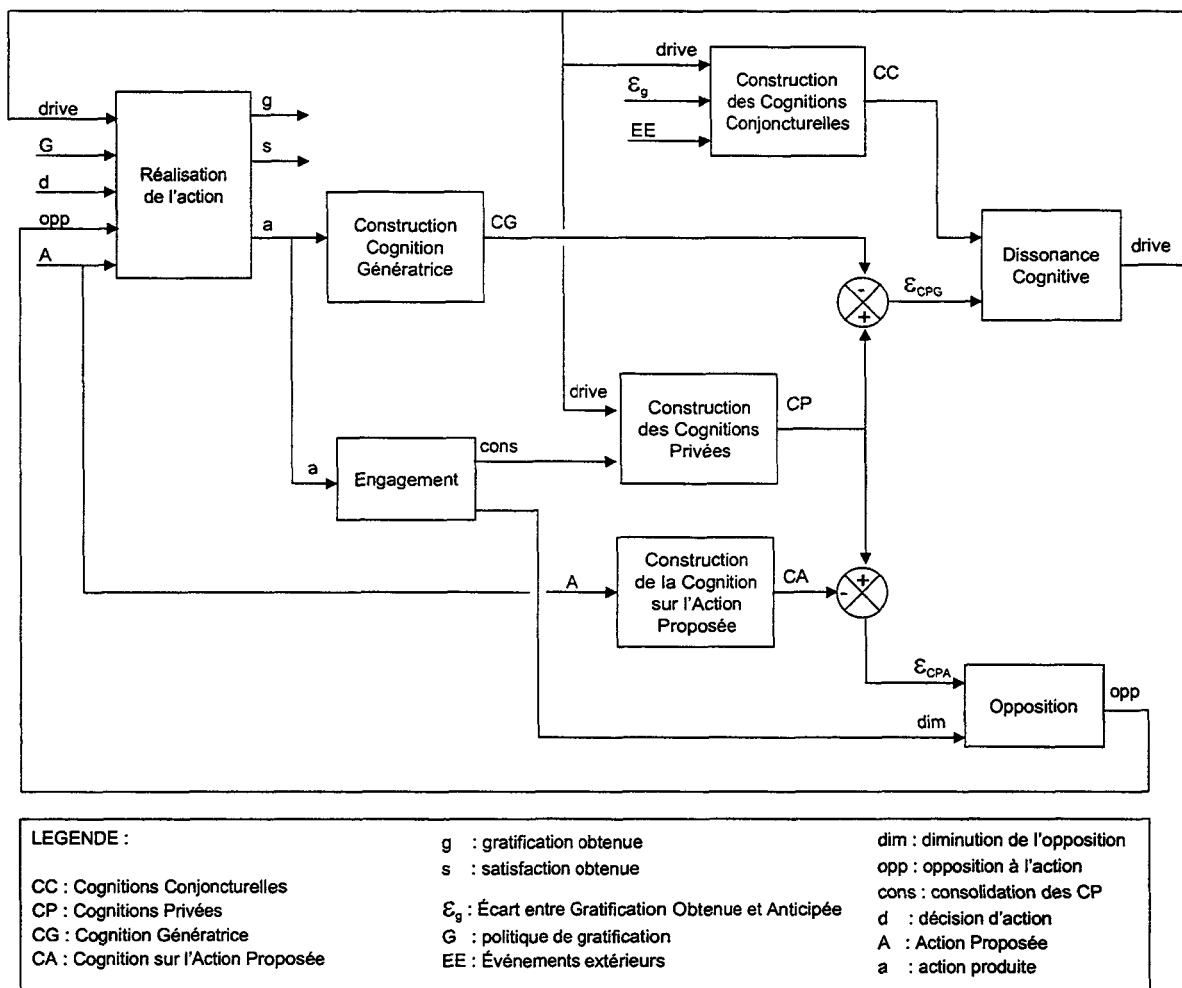 drive
G
d
opp
A
Réalisation
de l'action
g
s
a
Construction
Cognition
Génératrice
CG
drive
Ɛg
EE
Construction
des Cognitions
Conjoncturelles
CC
Dissonance
Cognitive
drive
-
+
ƐCPG
drive
Construction
des Cognitions
Privées
CP
a
Engagement
cons
A
Construction
de la Cognition
sur l'Action
Proposée
CA
+
-
ƐCPA
dim
Opposition
opp
LEGENDE :
CC : Cognitions Conjoncturelles
CP : Cognitions Privées
CG : Cognition Génératrice
CA : Cognition sur l'Action Proposée
g : gratification obtenue
s : satisfaction obtenue
Ɛg : Écart entre Gratification Obtenue et Anticipée
G : politique de gratification
EE : Événements extérieurs
dim : diminution de l'opposition
opp : opposition à l'action
cons : consolidation des CP
d : décision d'action
A : Action Proposée
a : action produite